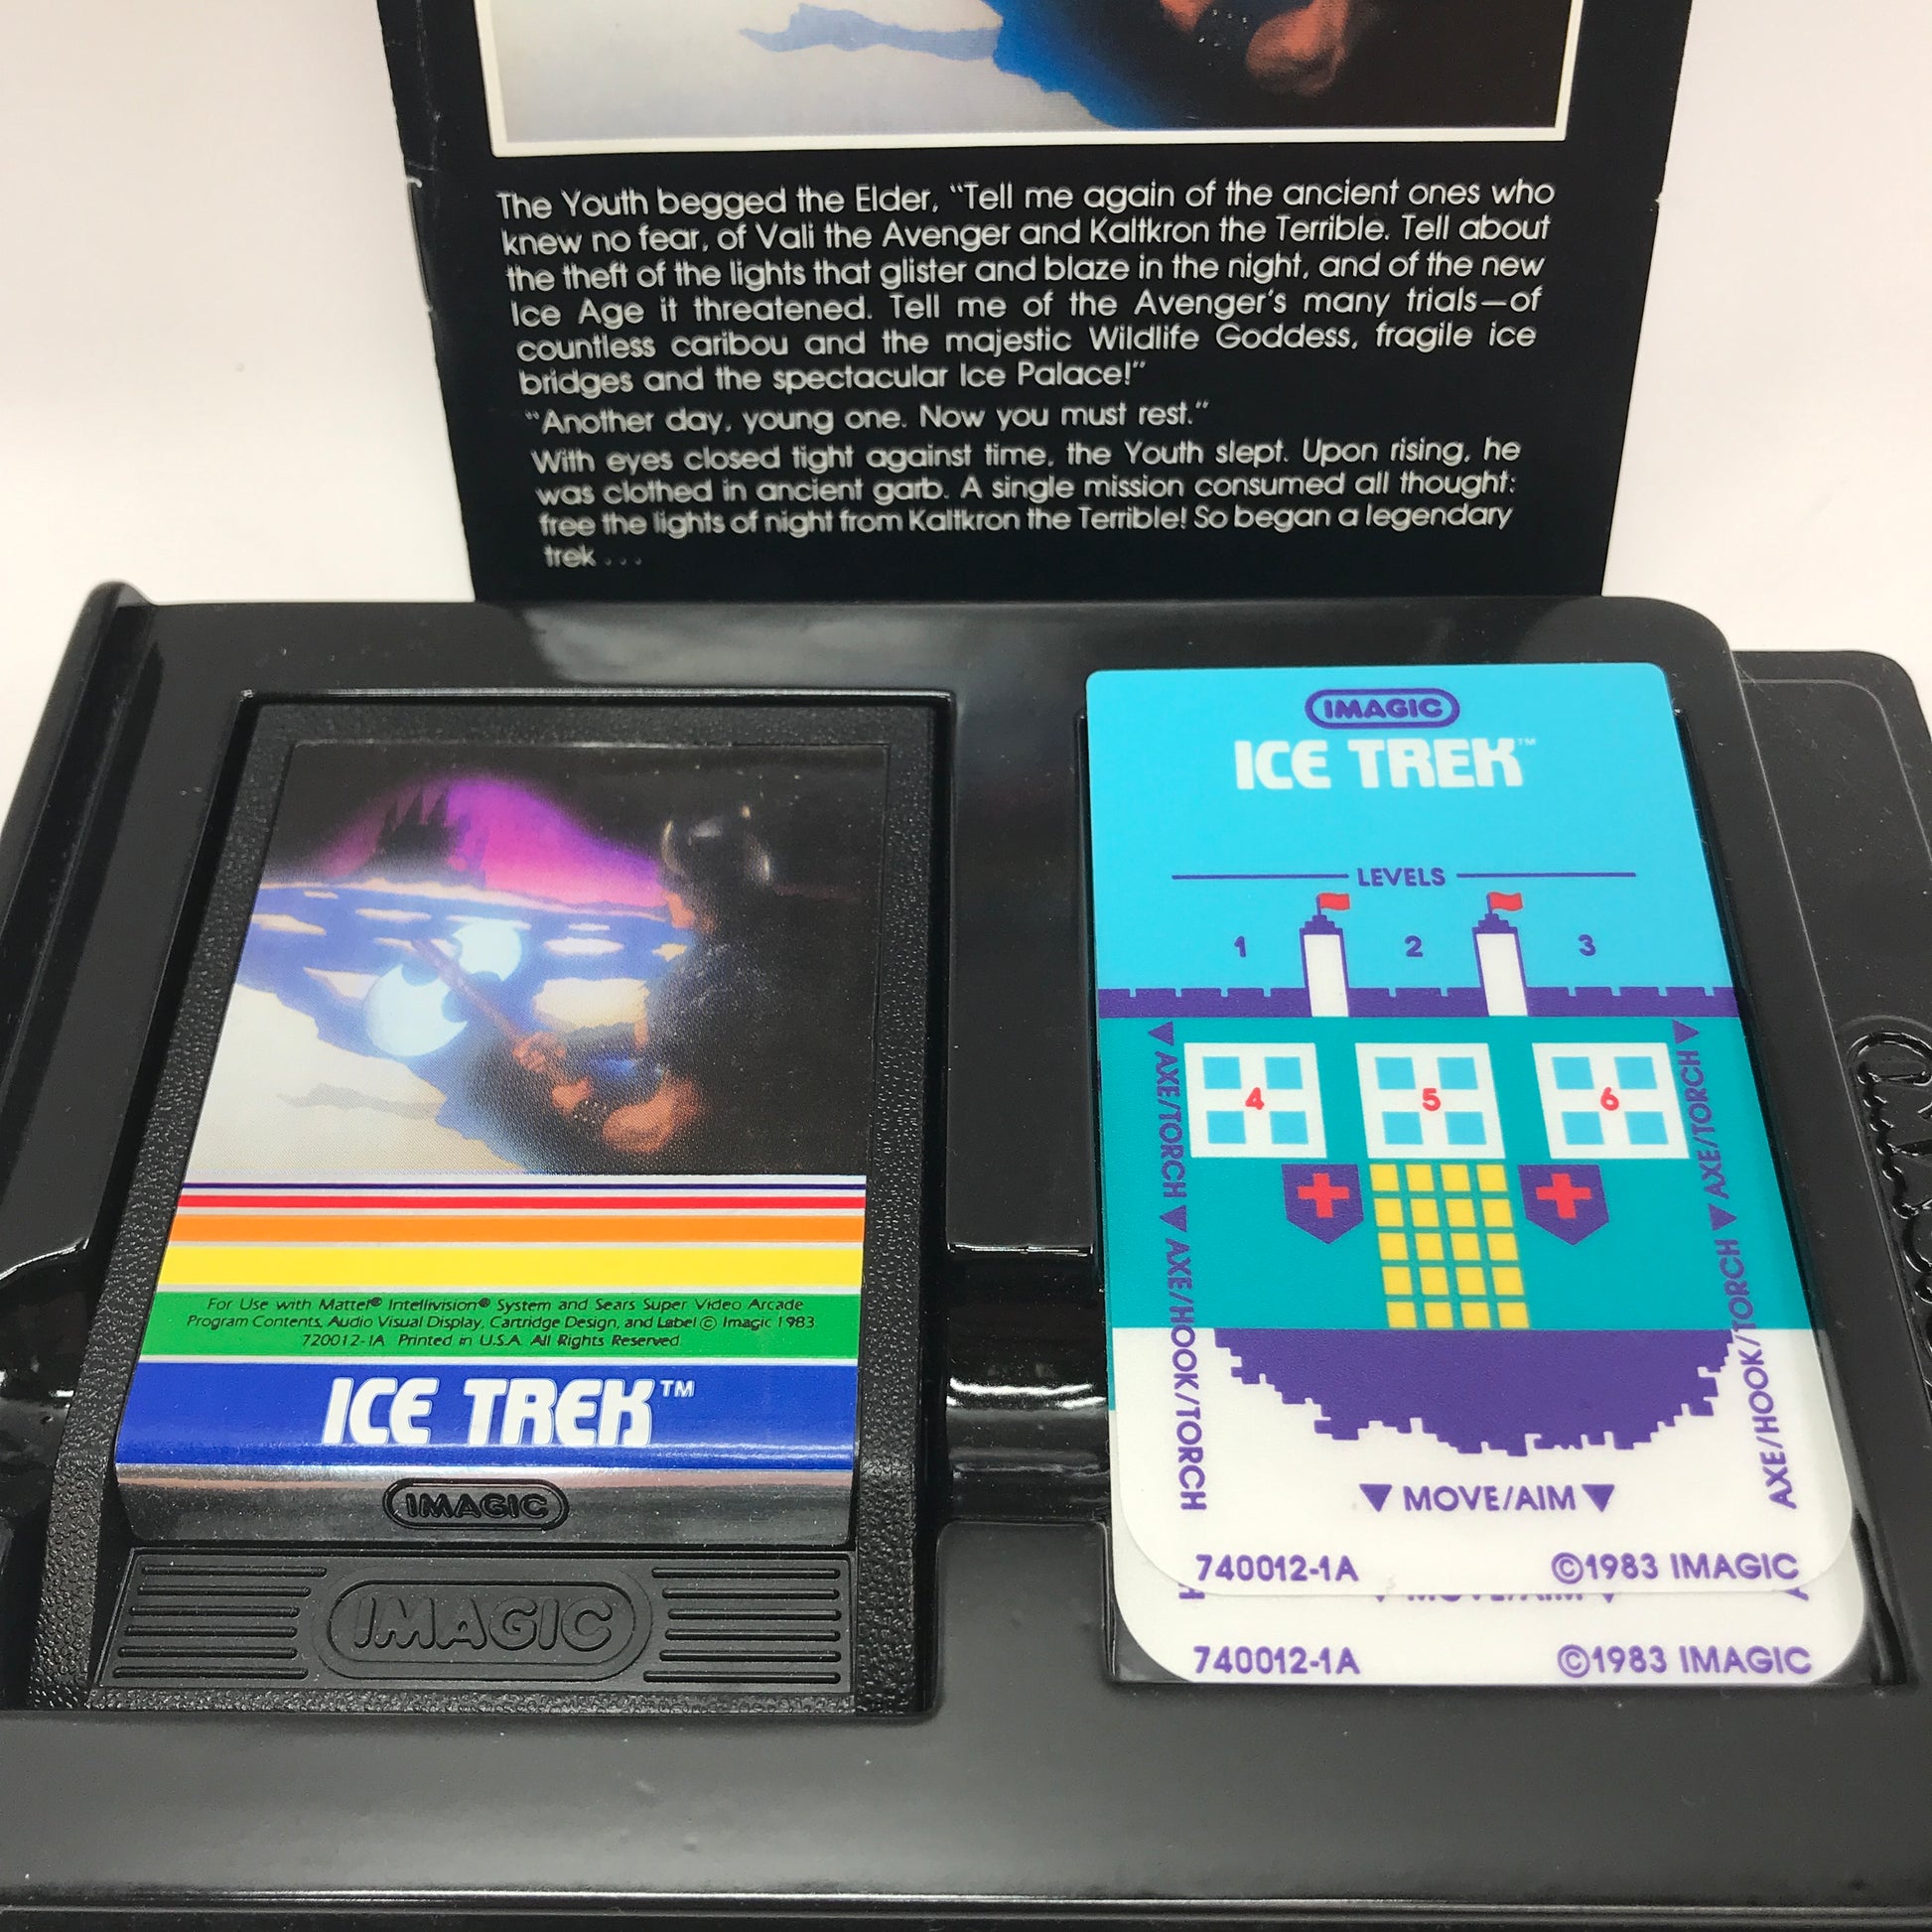 The Youth begged the Elder, "Tell me again of the ancient ones who
knew no fear, of Vali the Avenger and Kaltkron the Terrible. Tell about
the theft of the lights that glister and blaze in the night, and of the new
Ice Age it threatened. Tell me of the Avenger's many trials—of
countless caribou and the majestic Wildlife Goddess, fragile ice
bridges and the spectacular Ice Palace!"
"Another day, young one. Now you must rest."
With eyes closed tight against time, the Youth slept. Upon rising, he
was clothed in ancient garb. A single mission consumed all thought:
free the lights of night from Kaltkron the Terrible! So began a legendary
trek . . .
For Use with Mattel® Intellivision® System and Sears Super Video Arcade
Program Contents, Audio Visual Display, Cartridge Design, and Label © Imagic 1983
720012-1A Printed in U.S.A. All Rights Reserved
ICE TREK™
IMAGIC
IMAGIC
IMAGIC
ICE TREK™
LEVELS
1 2 3
4 5 6
▼ AXE/TORCH ▼ AXE/HOOK/TORCH
▼ AXE/TORCH ▼ AXE/HOOK/TORCH
▼ MOVE/AIM ▼
740012-1A ©1983 IMAGIC
▼ MOVE/AIM ▼
740012-1A ©1983 IMAGIC